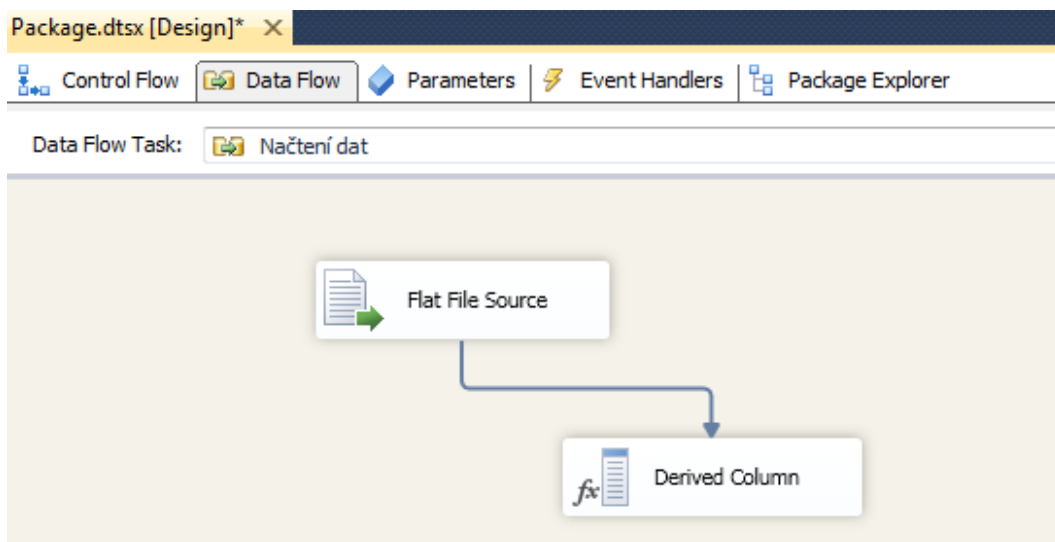 Package.dtsx [Design]* ×
Control Flow Data Flow Parameters Event Handlers Package Explorer
Data Flow Task: Načtení dat
Flat File Source
fx Derived Column